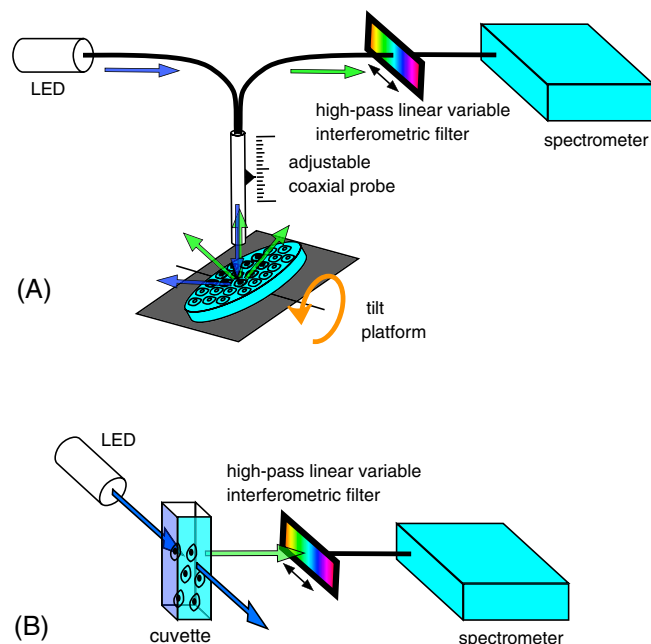 LED
high-pass linear variable
interferometric filter
spectrometer
adjustable
coaxial probe
(A)
tilt
platform
LED
high-pass linear variable
interferometric filter
(B)
cuvette
spectrometer